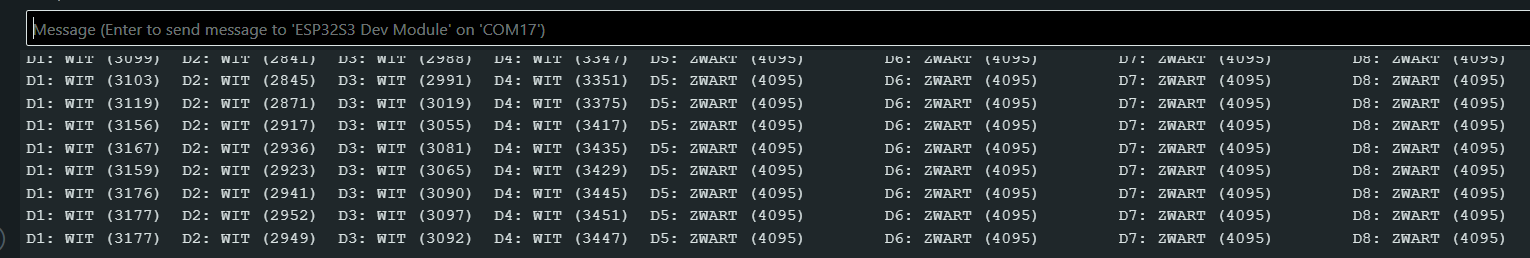 Message (Enter to send message to 'ESP32S3 Dev Module' on 'COM17')
D1: WIT (3099) D2: WIT (2841) D3: WIT (2988) D4: WIT (3347) D5: ZWART (4095) D6: ZWART (4095) D7: ZWART (4095) D8: ZWART (4095)
D1: WIT (3103) D2: WIT (2845) D3: WIT (2991) D4: WIT (3351) D5: ZWART (4095) D6: ZWART (4095) D7: ZWART (4095) D8: ZWART (4095)
D1: WIT (3119) D2: WIT (2871) D3: WIT (3019) D4: WIT (3375) D5: ZWART (4095) D6: ZWART (4095) D7: ZWART (4095) D8: ZWART (4095)
D1: WIT (3156) D2: WIT (2917) D3: WIT (3055) D4: WIT (3417) D5: ZWART (4095) D6: ZWART (4095) D7: ZWART (4095) D8: ZWART (4095)
D1: WIT (3167) D2: WIT (2936) D3: WIT (3081) D4: WIT (3435) D5: ZWART (4095) D6: ZWART (4095) D7: ZWART (4095) D8: ZWART (4095)
D1: WIT (3159) D2: WIT (2923) D3: WIT (3065) D4: WIT (3429) D5: ZWART (4095) D6: ZWART (4095) D7: ZWART (4095) D8: ZWART (4095)
D1: WIT (3176) D2: WIT (2941) D3: WIT (3090) D4: WIT (3445) D5: ZWART (4095) D6: ZWART (4095) D7: ZWART (4095) D8: ZWART (4095)
D1: WIT (3177) D2: WIT (2952) D3: WIT (3097) D4: WIT (3451) D5: ZWART (4095) D6: ZWART (4095) D7: ZWART (4095) D8: ZWART (4095)
D1: WIT (3177) D2: WIT (2949) D3: WIT (3092) D4: WIT (3447) D5: ZWART (4095) D6: ZWART (4095) D7: ZWART (4095) D8: ZWART (4095)